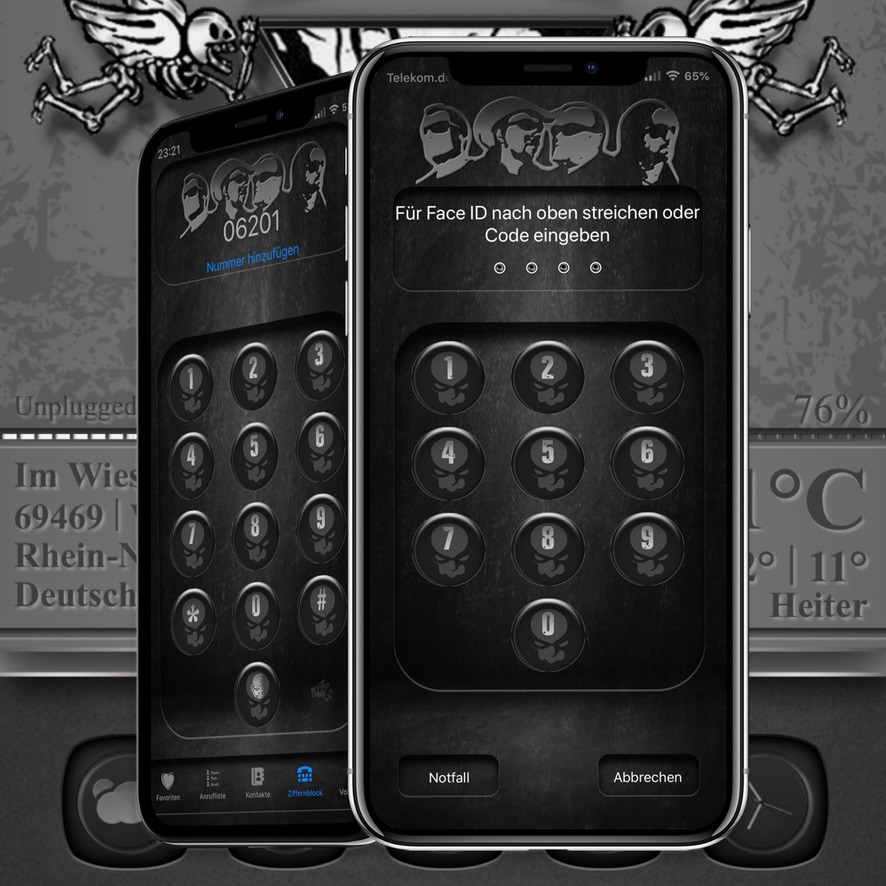 Telekom.d
65%
Für Face ID nach oben streichen oder
Code eingeben
1
2
3
4
5
6
7
8
9
0
Notfall
Abbrechen
23:21
5
06201
Nummer hinzufügen
1
2
3
4
5
6
7
8
9
*
0
#
Favoriten
Anrufliste
Kontakte
Ziffernblock
Unplugged
76%
Im Wies
69469 |
Rhein-N
Deutsch
1°C
2° | 11°
Heiter